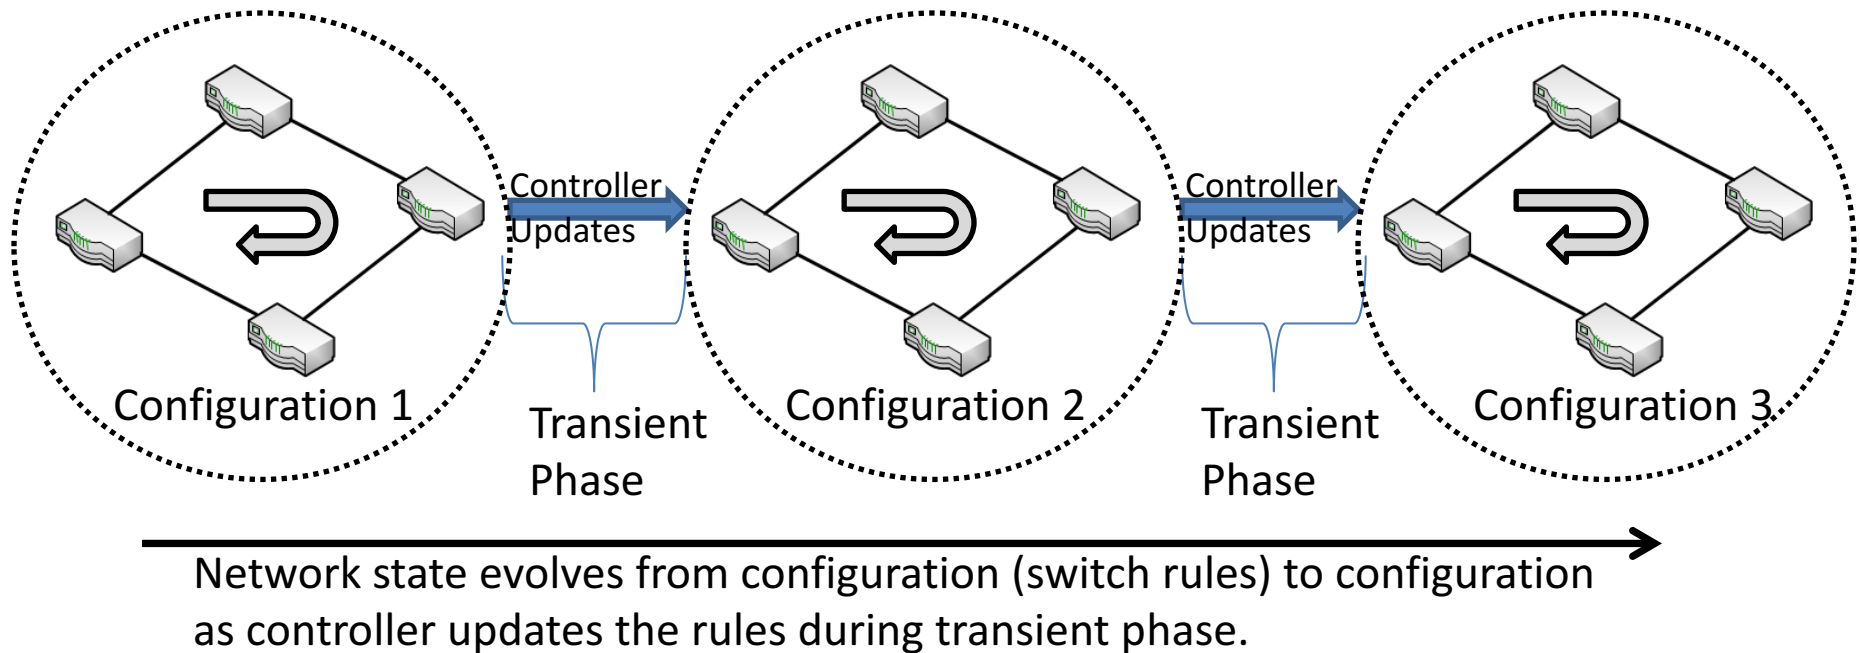 Controller
Updates
Controller
Updates
Configuration 1
Configuration 2
Configuration 3
Transient
Phase
Transient
Phase
Network state evolves from configuration (switch rules) to configuration
as controller updates the rules during transient phase.